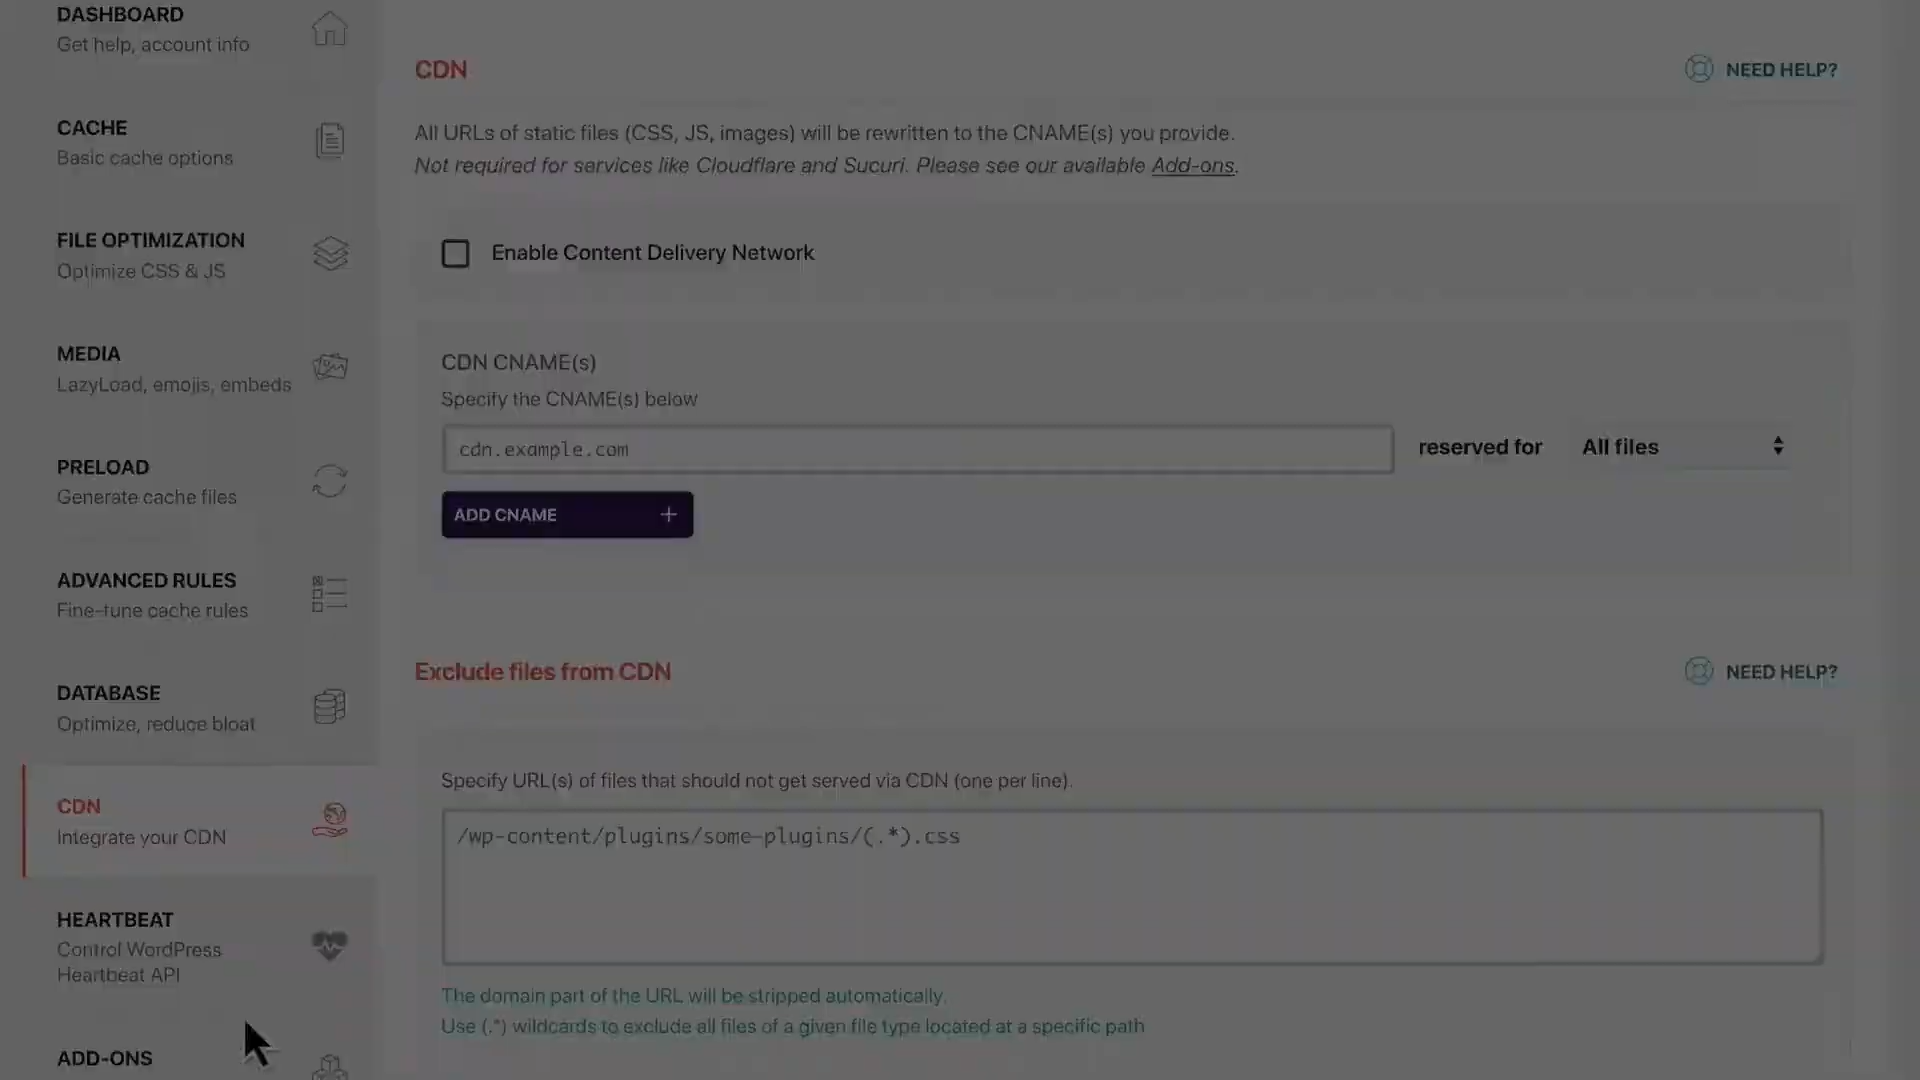 DASHBOARD
Get help, account info
CACHE
Basic cache options
FILE OPTIMIZATION
Optimize CSS & JS
MEDIA
LazyLoad, emojis, embeds
PRELOAD
Generate cache files
ADVANCED RULES
Fine-tune cache rules
DATABASE
Optimize, reduce bloat
CDN
Integrate your CDN
HEARTBEAT
Control WordPress
Heartbeat API
ADD-ONS
CDN
NEED HELP?
All URLs of static files (CSS, JS, images) will be rewritten to the CNAME(s) you provide.
Not required for services like Cloudflare and Sucuri. Please see our available Add-ons.
Enable Content Delivery Network
CDN CNAME(s)
Specify the CNAME(s) below
cdn.example.com
reserved for
All files
ADD CNAME +
Exclude files from CDN
NEED HELP?
Specify URL(s) of files that should not get served via CDN (one per line).
/wp-content/plugins/some-plugins/(.*).css
The domain part of the URL will be stripped automatically.
Use (.*) wildcards to exclude all files of a given file type located at a specific path